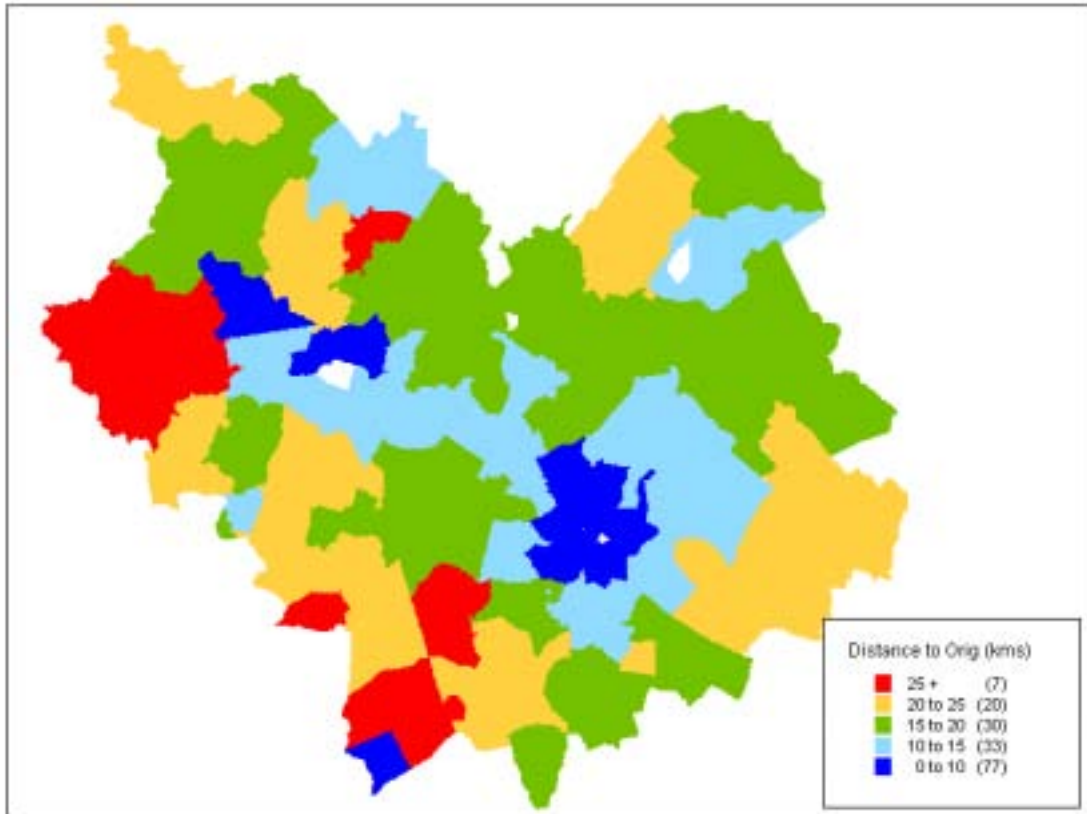 Distance to Orig (kms)
25 + (7)
20 to 25 (20)
15 to 20 (30)
10 to 15 (33)
0 to 10 (77)